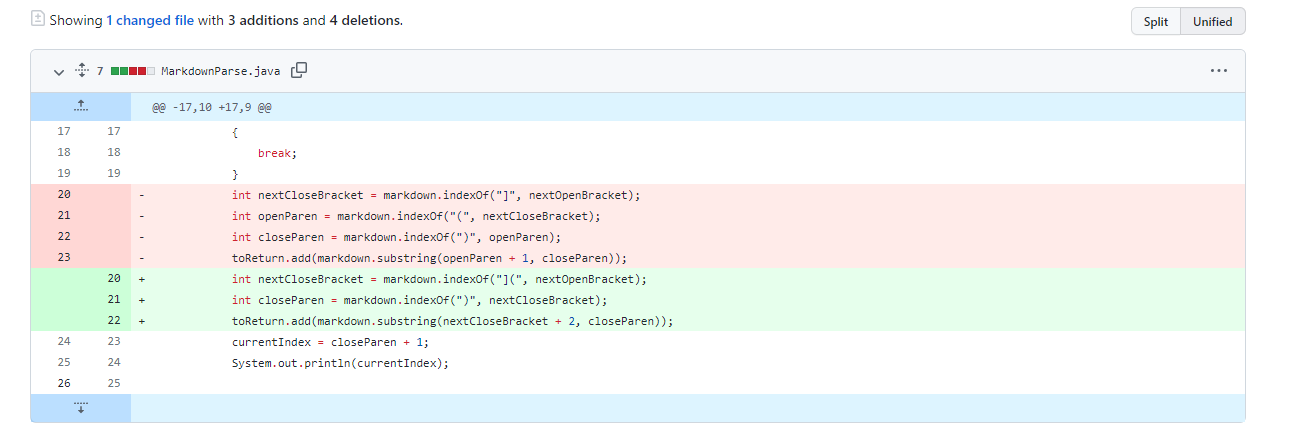 Showing 1 changed file with 3 additions and 4 deletions.
Split Unified
7 MarkdownParse.java
@@ -17,10 +17,9 @@
17 17 {
18 18 break;
19 19 }
20 - int nextCloseBracket = markdown.indexOf("]", nextOpenBracket);
21 - int openParen = markdown.indexOf("(", nextCloseBracket);
22 - int closeParen = markdown.indexOf(")", openParen);
23 - toReturn.add(markdown.substring(openParen + 1, closeParen));
20 + int nextCloseBracket = markdown.indexOf("](", nextOpenBracket);
21 + int closeParen = markdown.indexOf(")", nextCloseBracket);
22 + toReturn.add(markdown.substring(nextCloseBracket + 2, closeParen));
24 23 currentIndex = closeParen + 1;
25 24 System.out.println(currentIndex);
26 25